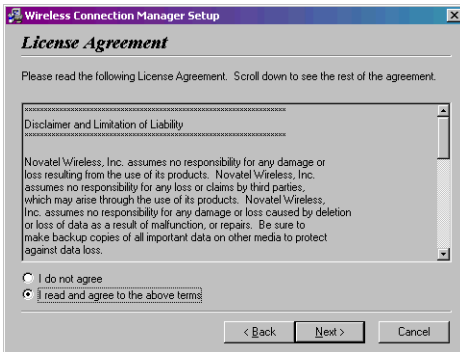 Wireless Connection Manager Setup
License Agreement
Please read the following License Agreement. Scroll down to see the rest of the agreement.
Disclaimer and Limitation of Liability
Novatel Wireless, Inc. assumes no responsibility for any damage or
loss resulting from the use of its products. Novatel Wireless, Inc.
assumes no responsibility for any loss or claims by third parties,
which may arise through the use of its products. Novatel Wireless,
Inc. assumes no responsibility for any damage or loss caused by deletion
or loss of data as a result of malfunction, or repairs. Be sure to
make backup copies of all important data on other media to protect
against data loss.
I do not agree
I read and agree to the above terms
< Back Next > Cancel